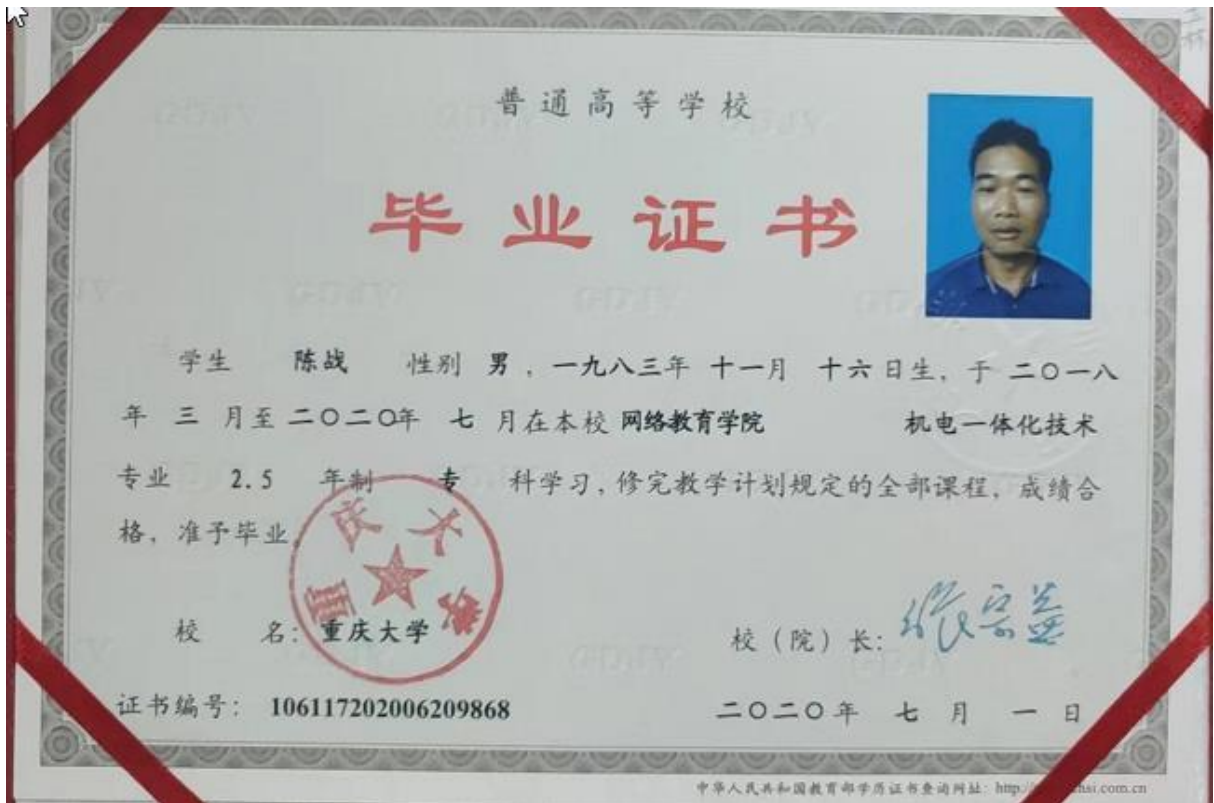 普通高等学校
毕业证书
学生 陈战 性别 男，一九八三年 十一月 十六日生，于 二〇一八
年 三 月至 二〇二〇年 七 月在本校 网络教育学院 机电一体化技术
专业 2.5 年制 专 科学习，修完教学计划规定的全部课程，成绩合
格，准予毕业。
重庆大学
校 名：重庆大学
校（院）长：张宗益
证书编号：106117202006209868
二〇二〇年 七 月 一 日
中华人民共和国教育部学历证书查询网址：http://
hsi.com.cn